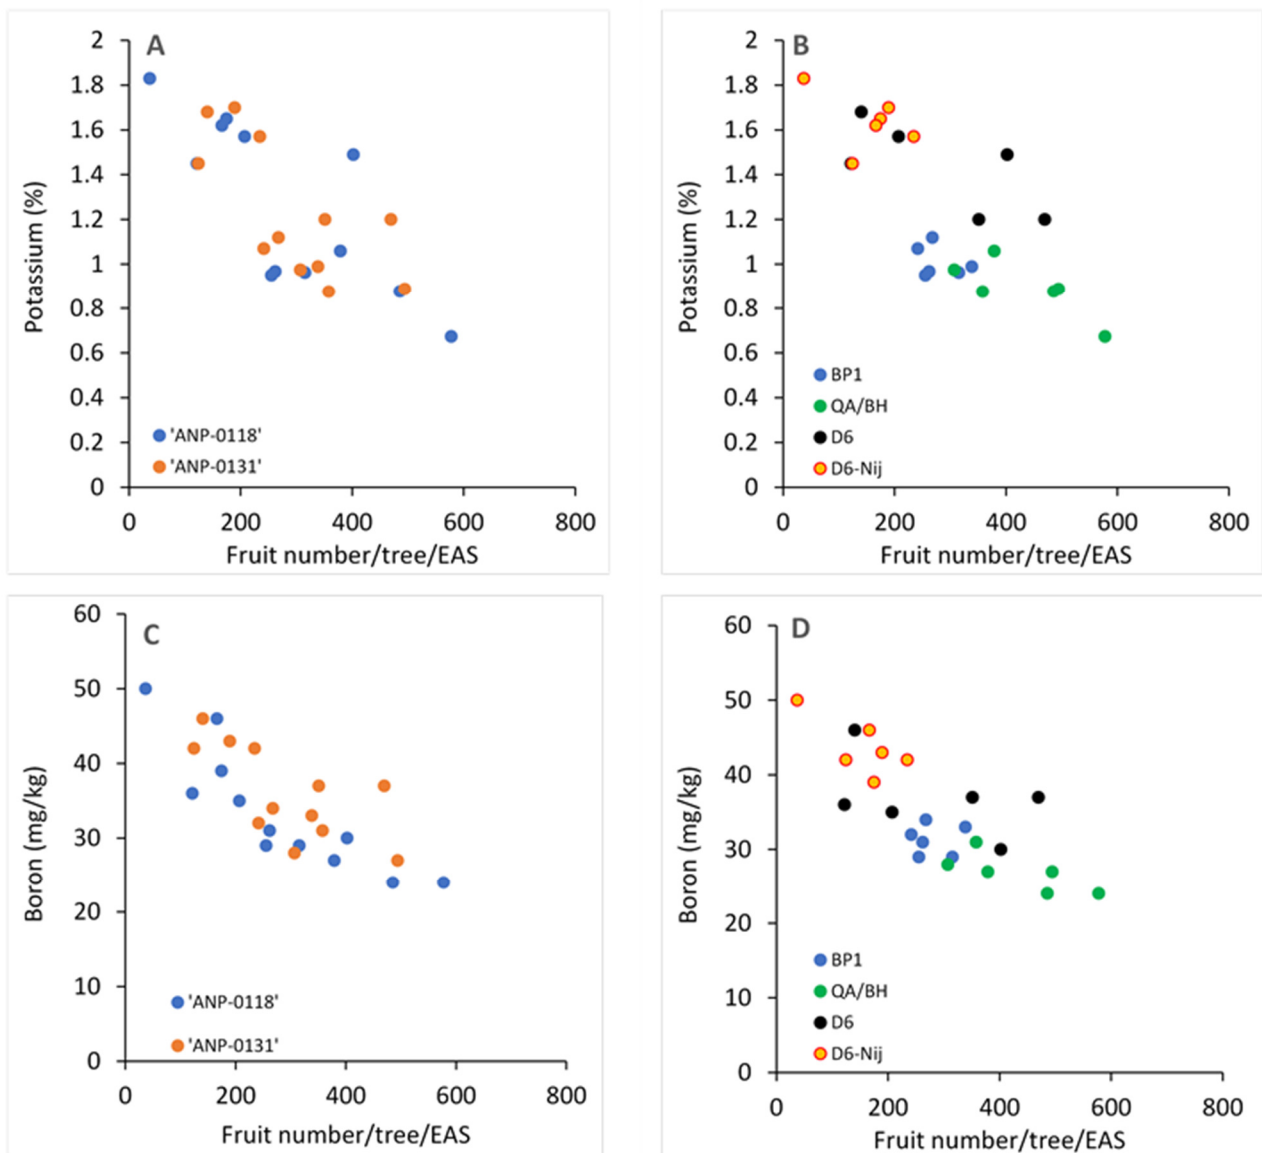 A
2
1.8
1.6
1.4
1.2
1
0.8
0.6
0.4
0.2
0
Potassium (%)
'ANP-0118'
'ANP-0131'
0 200 400 600 800
Fruit number/tree/EAS
B
2
1.8
1.6
1.4
1.2
1
0.8
0.6
0.4
0.2
0
Potassium (%)
BP1
QA/BH
D6
D6-Nij
0 200 400 600 800
Fruit number/tree/EAS
C
60
50
40
30
20
10
0
Boron (mg/kg)
'ANP-0118'
'ANP-0131'
0 200 400 600 800
Fruit number/tree/EAS
D
60
50
40
30
20
10
0
Boron (mg/kg)
BP1
QA/BH
D6
D6-Nij
0 200 400 600 800
Fruit number/tree/EAS